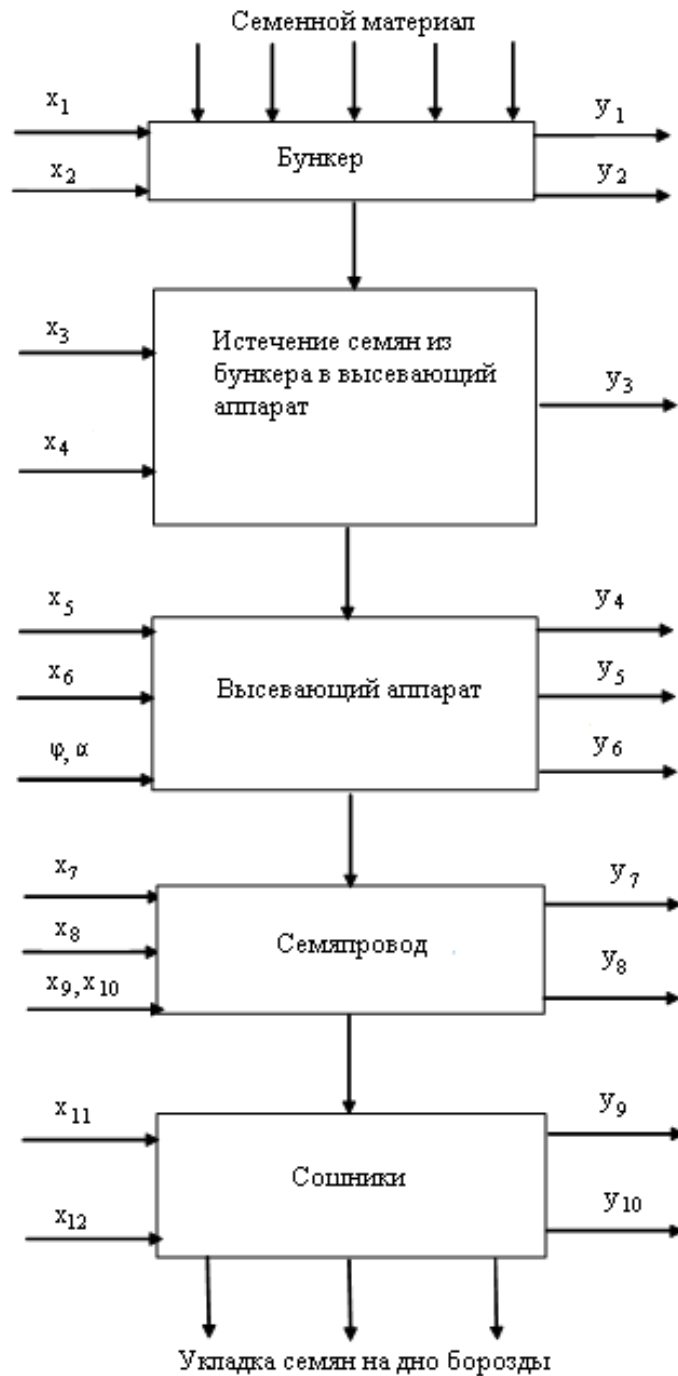 Семенной материал
x1
y1
Бункер
x2
y2
x3
Истечение семян из
бункера в высевающий
аппарат
y3
x4
x5
y4
x6
Высевающий аппарат
y5
φ, α
y6
x7
y7
x8
Семяпровод
y8
x9, x10
x11
y9
Сошники
x12
y10
Укладка семян на дно борозды